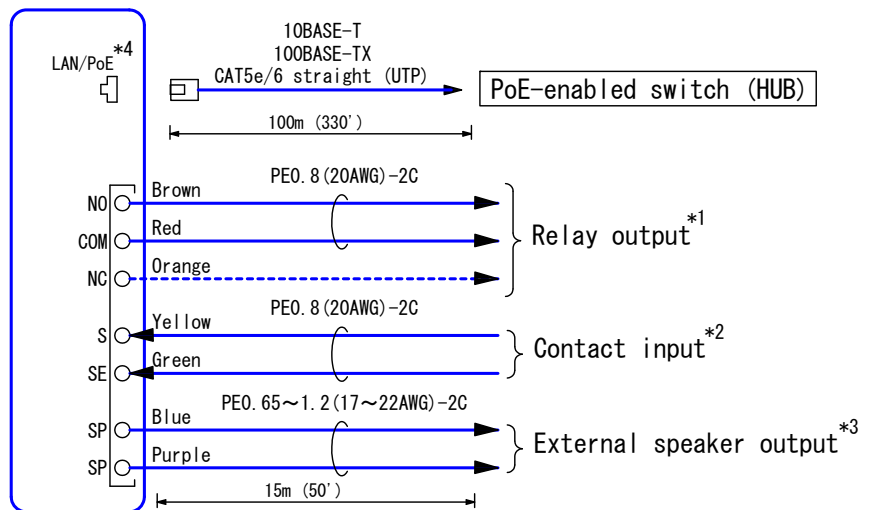 10BASE-T
100BASE-TX
LAN/PoE*4
CAT5e/6 straight (UTP)
PoE-enabled switch (HUB)
100m (330')
PE0.8(20AWG)-2C
NO
Brown
COM
Red
Relay output*1
NC
Orange
PE0.8(20AWG)-2C
S
Yellow
Contact input*2
SE
Green
PE0.65～1.2(17～22AWG)-2C
SP
Blue
External speaker output*3
SP
Purple
15m (50')